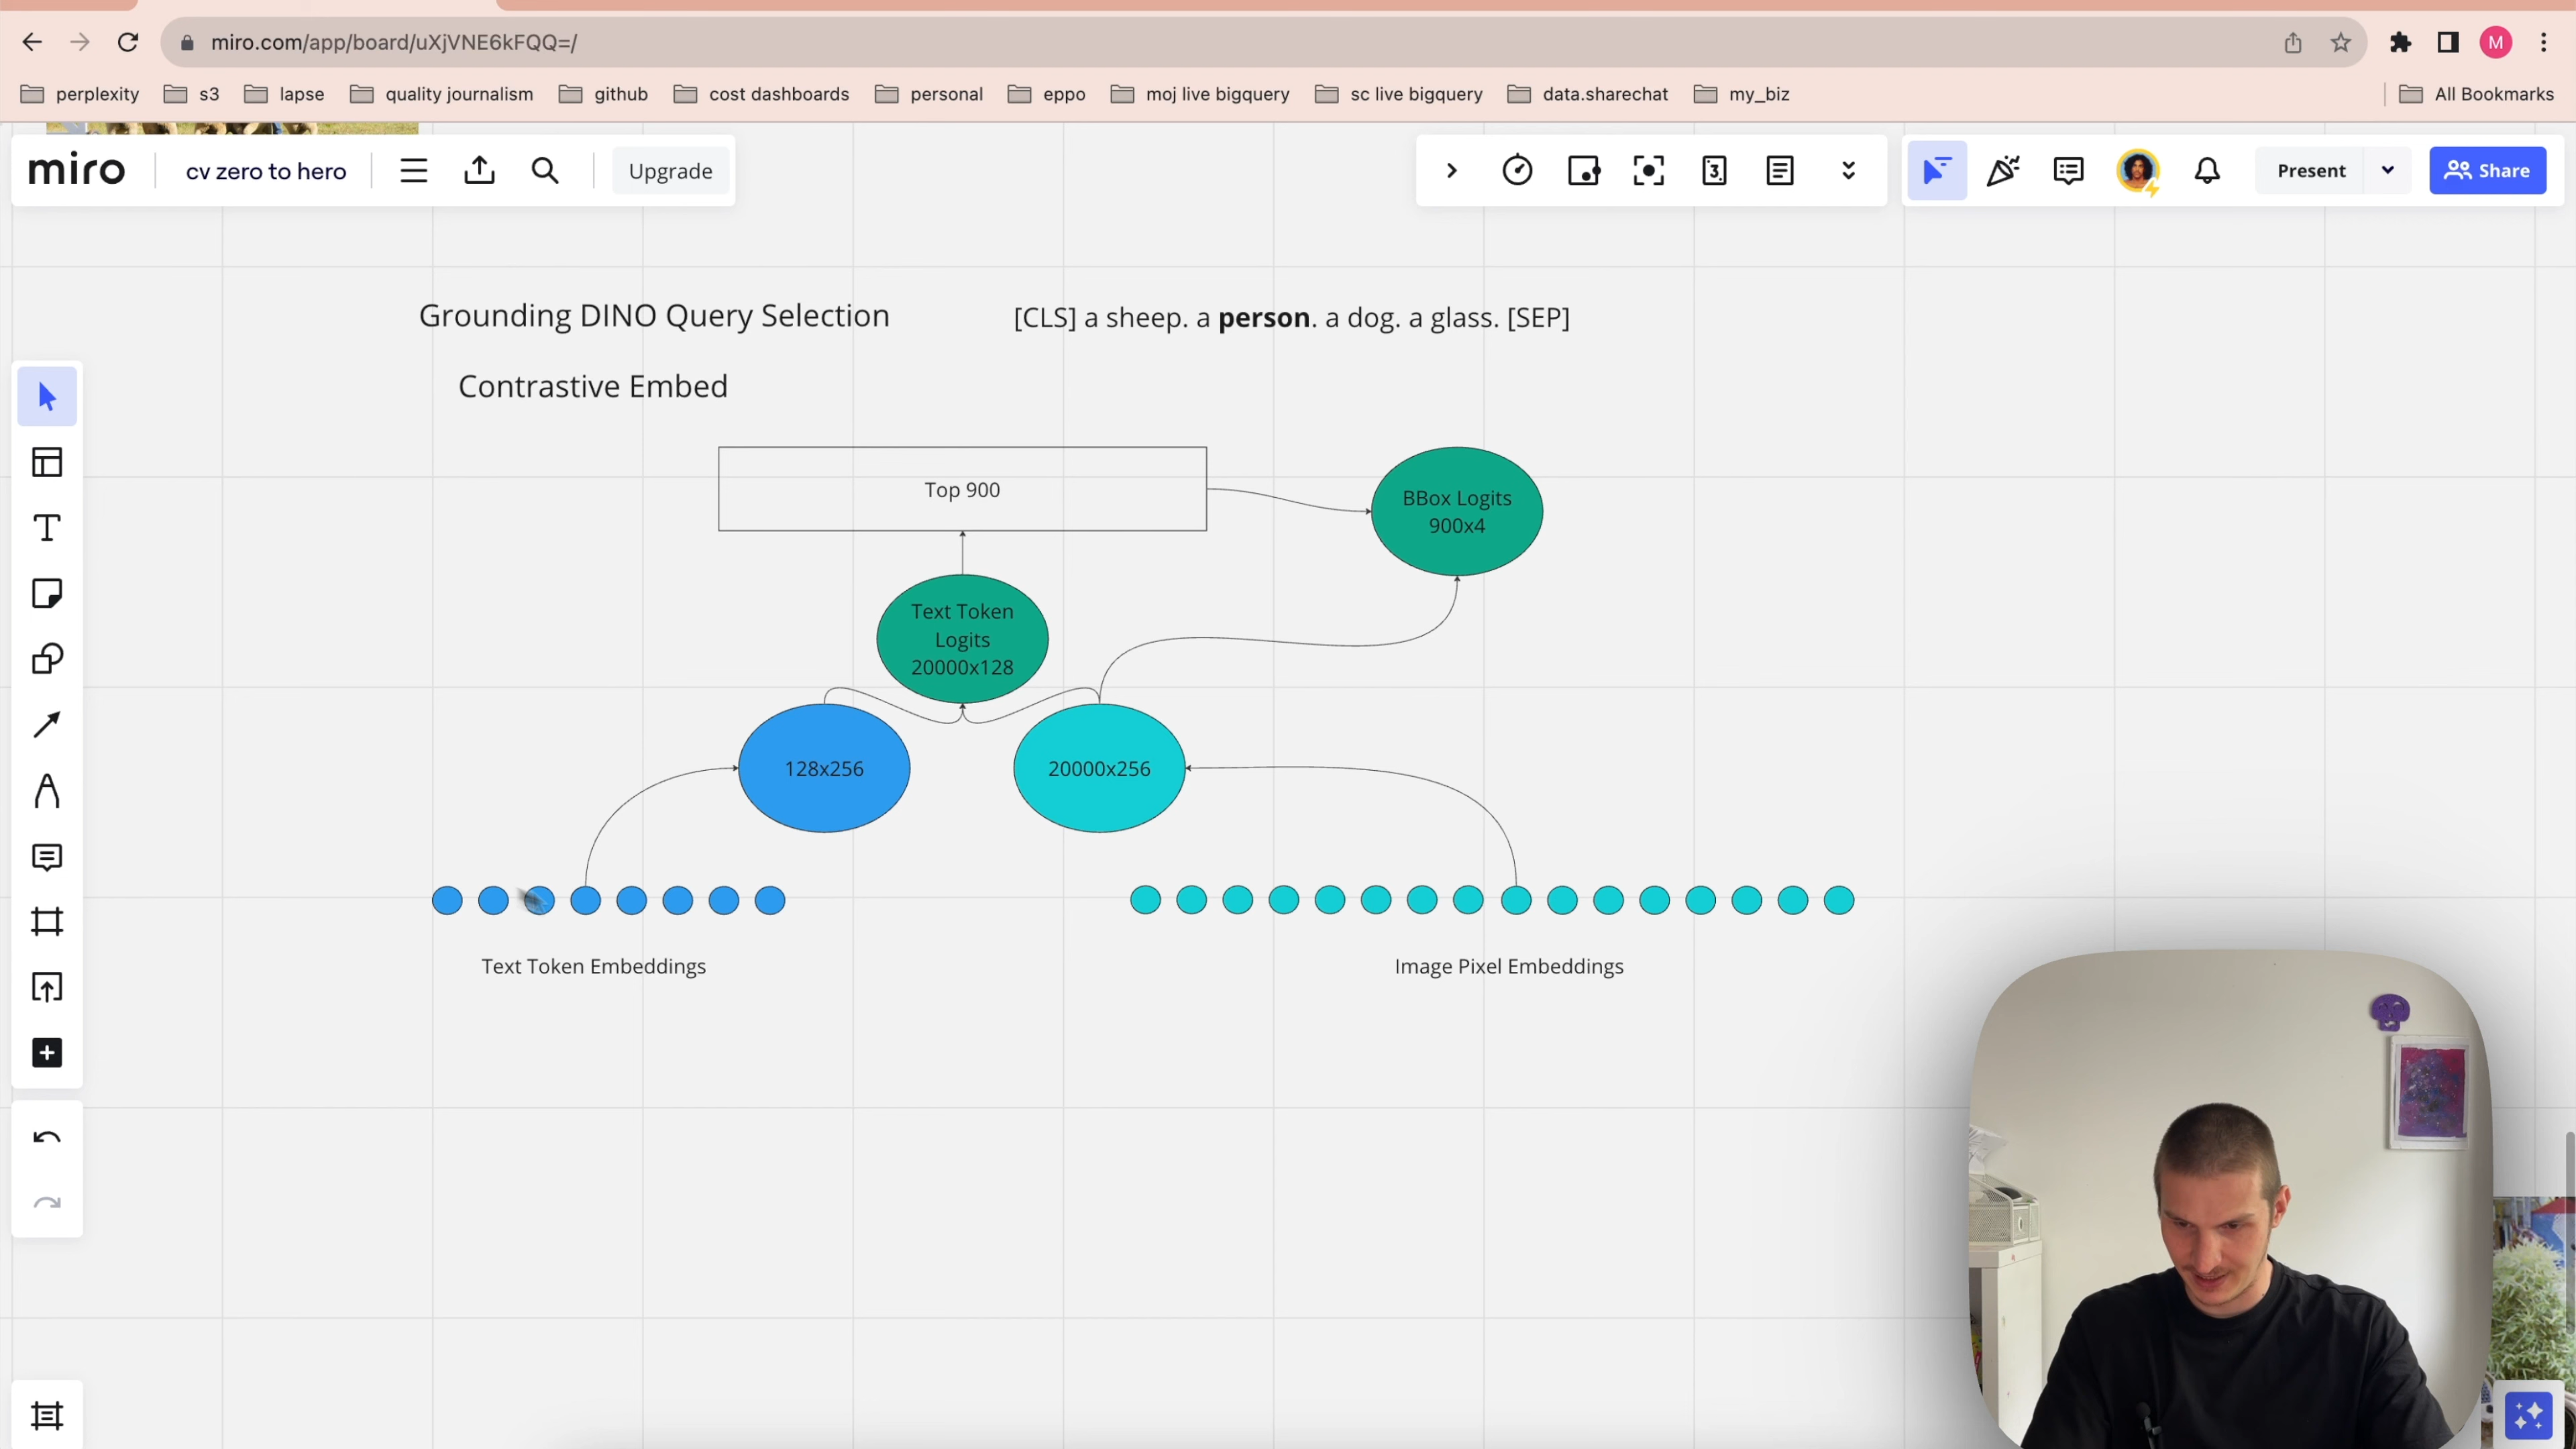 miro.com/app/board/uXjVNE6kFQQ=/
M
perplexity
s3
lapse
quality journalism
github
cost dashboards
personal
eppo
moj live bigquery
sc live bigquery
data.sharechat
my_biz
All Bookmarks
miro
cv zero to hero
Upgrade
3
Present
Share
Grounding DINO Query Selection
[CLS] a sheep. a person. a dog. a glass. [SEP]
Contrastive Embed
Top 900
BBox Logits
900x4
Text Token
Logits
20000x128
128x256
20000x256
Text Token Embeddings
Image Pixel Embeddings